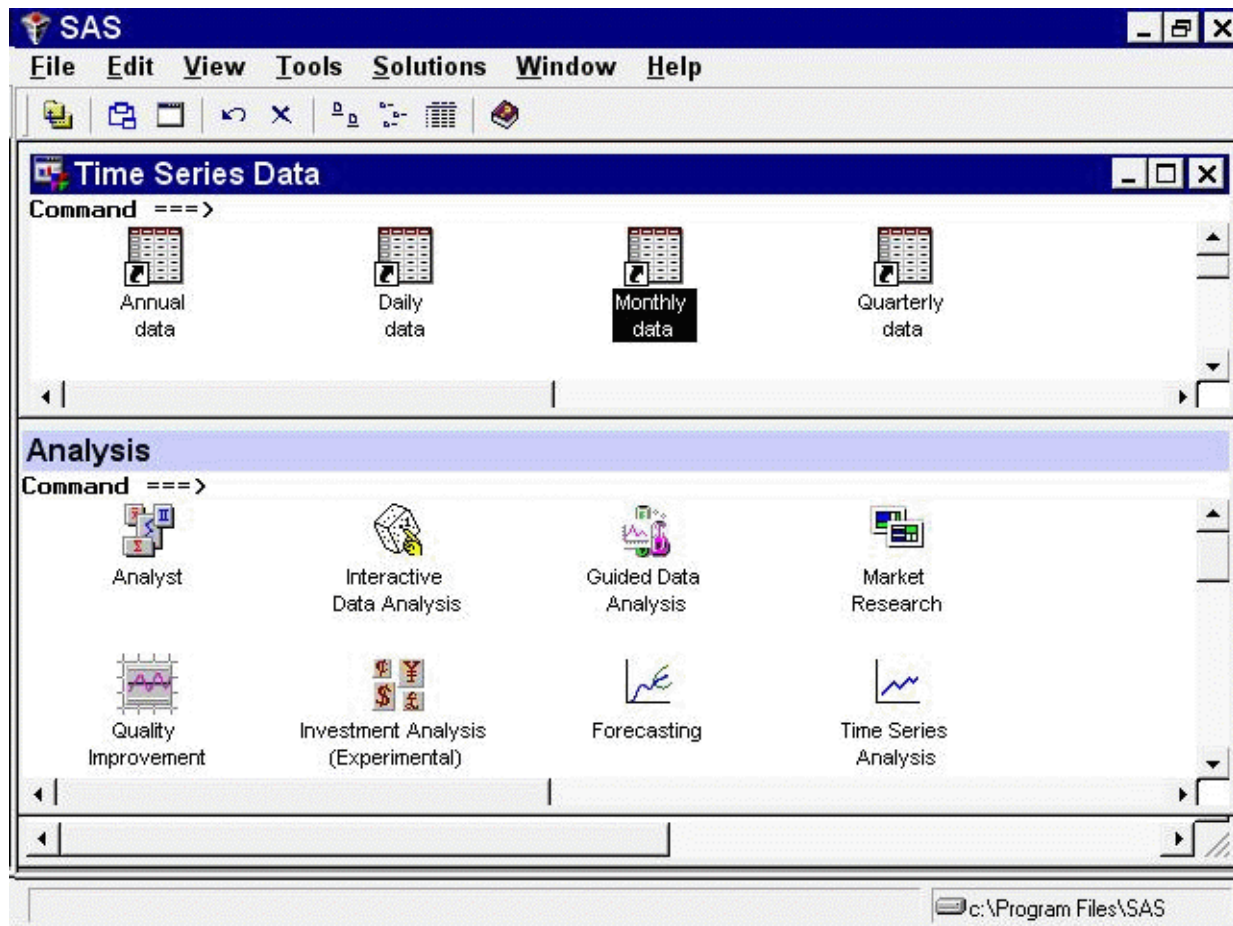 SAS
File Edit View Tools Solutions Window Help
Time Series Data
Command ===>
Annual data
Daily data
Monthly data
Quarterly data
Analysis
Command ===>
Analyst
Interactive Data Analysis
Guided Data Analysis
Market Research
Quality Improvement
Investment Analysis (Experimental)
Forecasting
Time Series Analysis
c:\Program Files\SAS